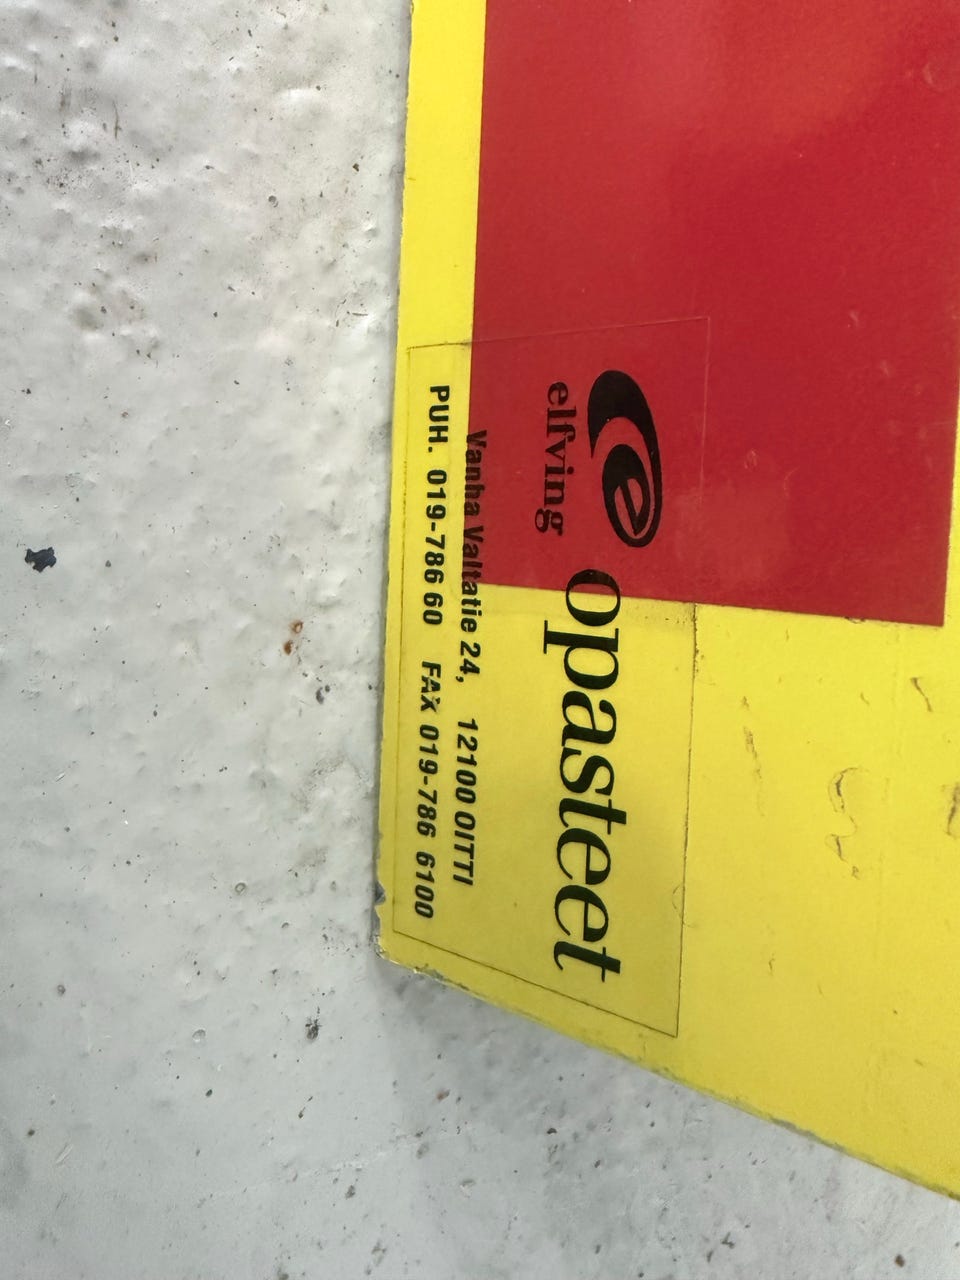 e
elfving
opasteet
Vanha Valtatie 24, 12100 OITTI
PUH. 019-786 60 FAX 019-786 6100